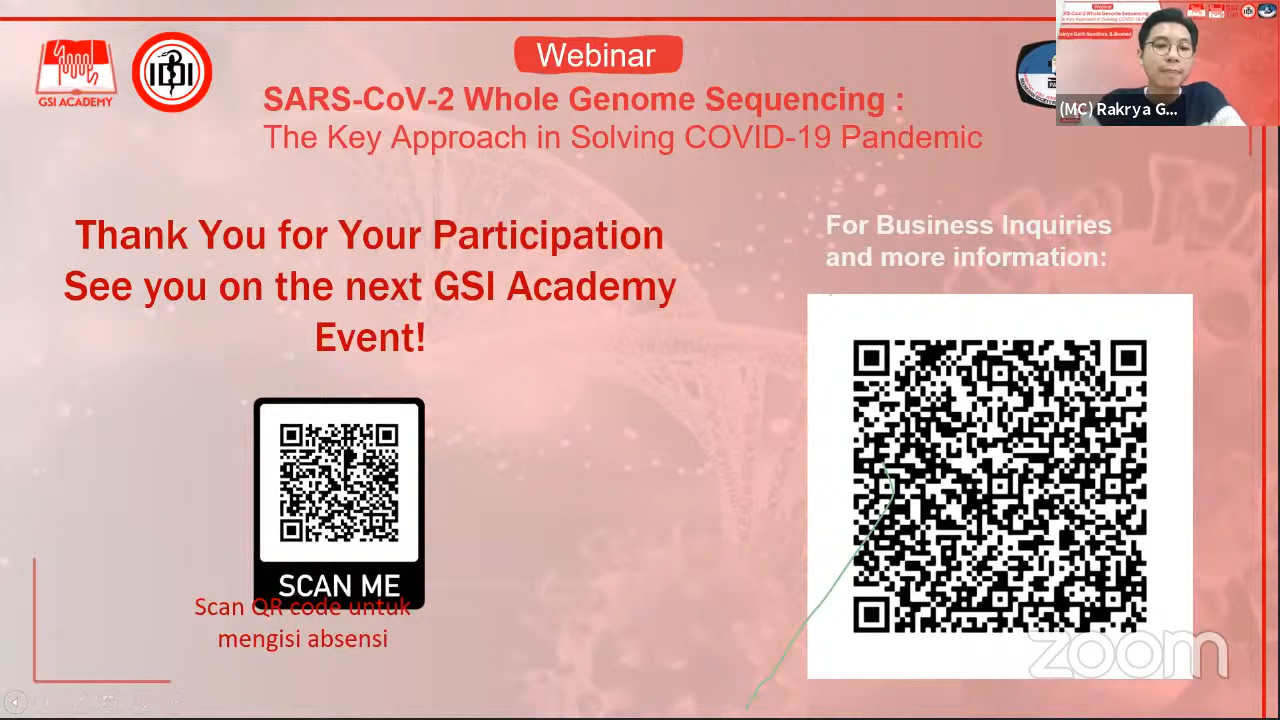 GSI ACADEMY
IDI
Webinar
SARS-CoV-2 Whole Genome Sequencing :
The Key Approach in Solving COVID-19 Pandemic
(MC) Rakrya G...
Thank You for Your Participation
See you on the next GSI Academy
Event!
For Business Inquiries
and more information:
SCAN ME
Scan QR code untuk
mengisi absensi
zoom